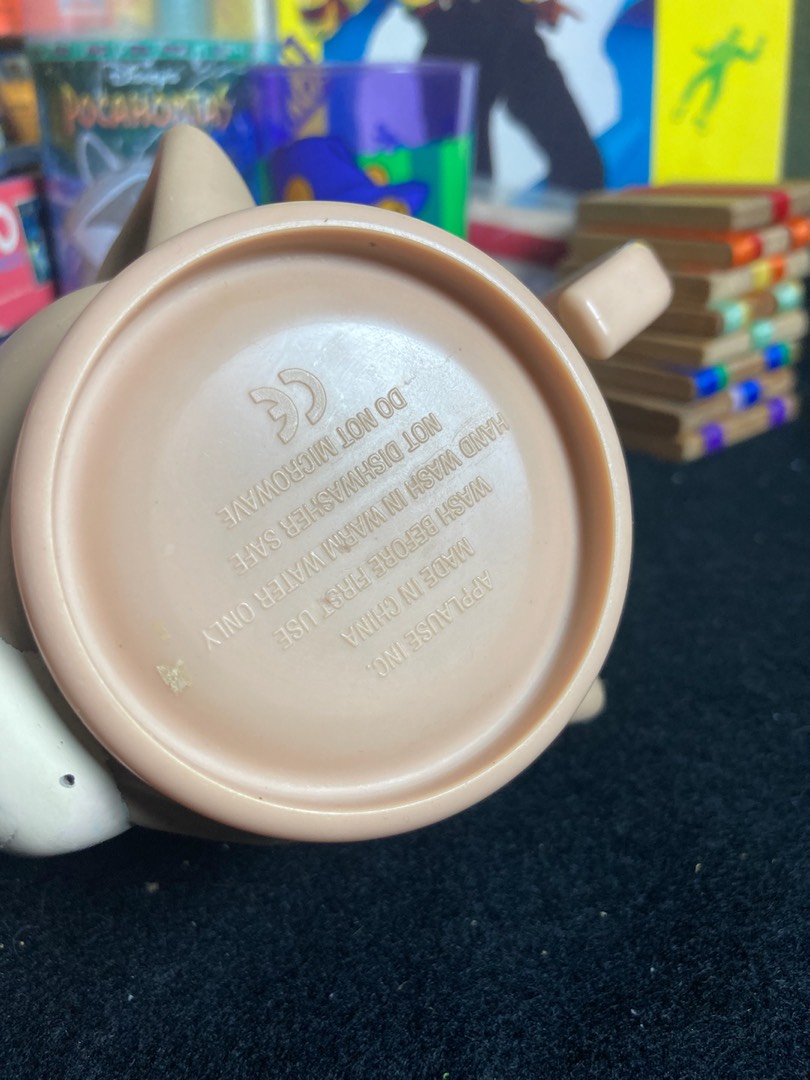 APPLAUSE INC.
MADE IN CHINA
WASH BEFORE FIRST USE
HAND WASH IN WARM WATER ONLY
NOT DISHWASHER SAFE
DO NOT MICROWAVE
CE
Disney's
POCAHONTAS